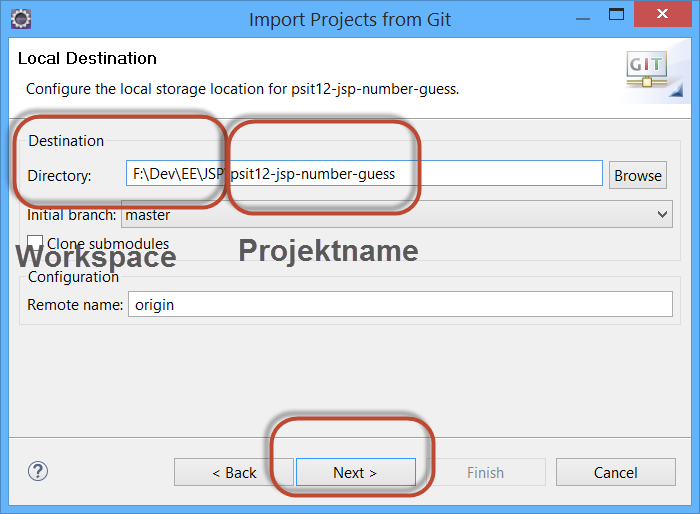 Import Projects from Git
Local Destination
Configure the local storage location for psit12-jsp-number-guess.
GIT
Destination
Directory: F:\Dev\EE\JSP\psit12-jsp-number-guess Browse
Initial branch: master
Clone submodules
Workspace Projektname
Configuration
Remote name: origin
? < Back Next > Finish Cancel